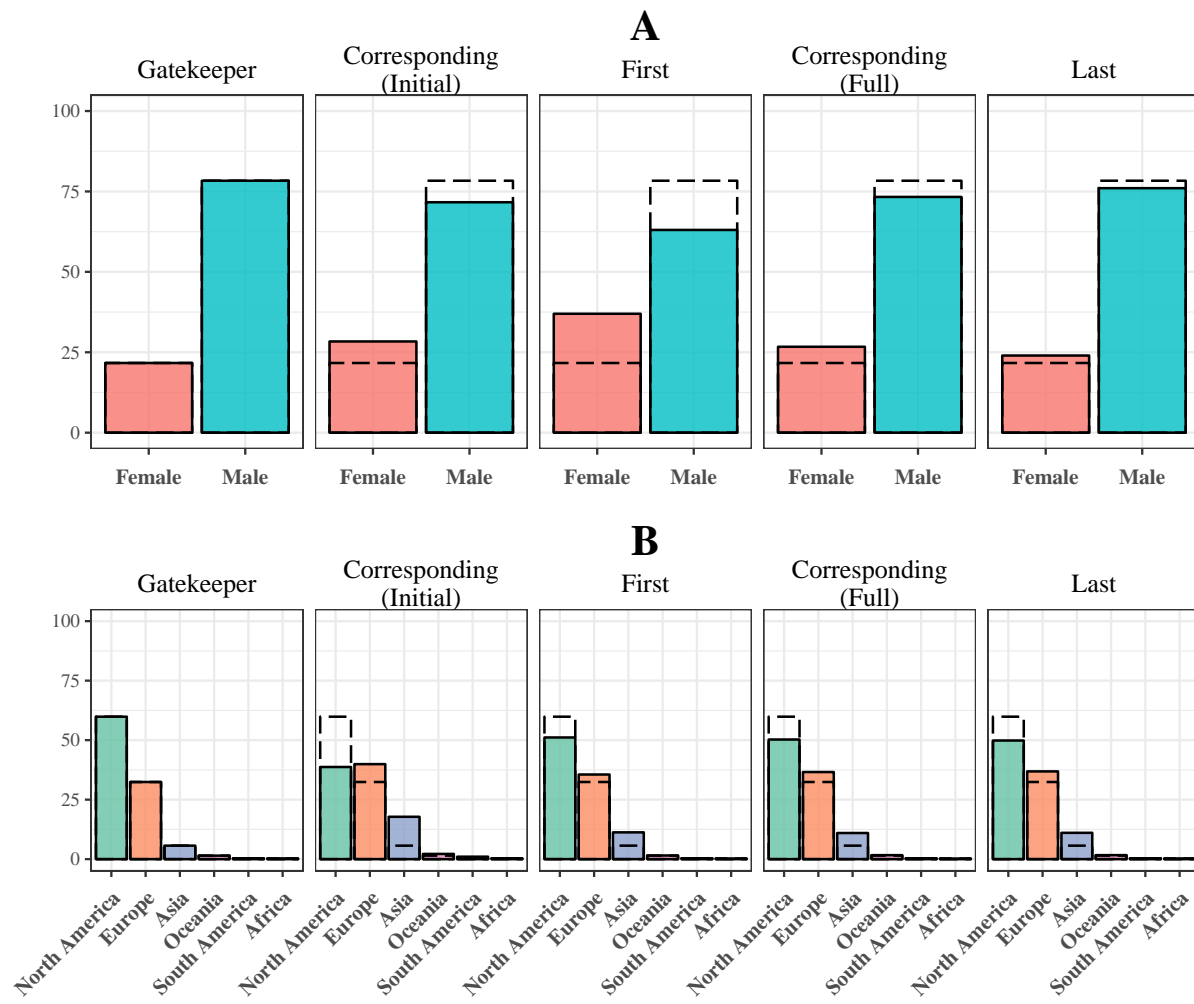 A
Gatekeeper
Corresponding
(Initial)
First
Corresponding
(Full)
Last
100
75
50
25
0
Female Male
Female Male
Female Male
Female Male
Female Male
B
Gatekeeper
Corresponding
(Initial)
First
Corresponding
(Full)
Last
100
75
50
25
0
North America
Europe
Asia
Oceania
South America
Africa
North America
Europe
Asia
Oceania
South America
Africa
North America
Europe
Asia
Oceania
South America
Africa
North America
Europe
Asia
Oceania
South America
Africa
North America
Europe
Asia
Oceania
South America
Africa